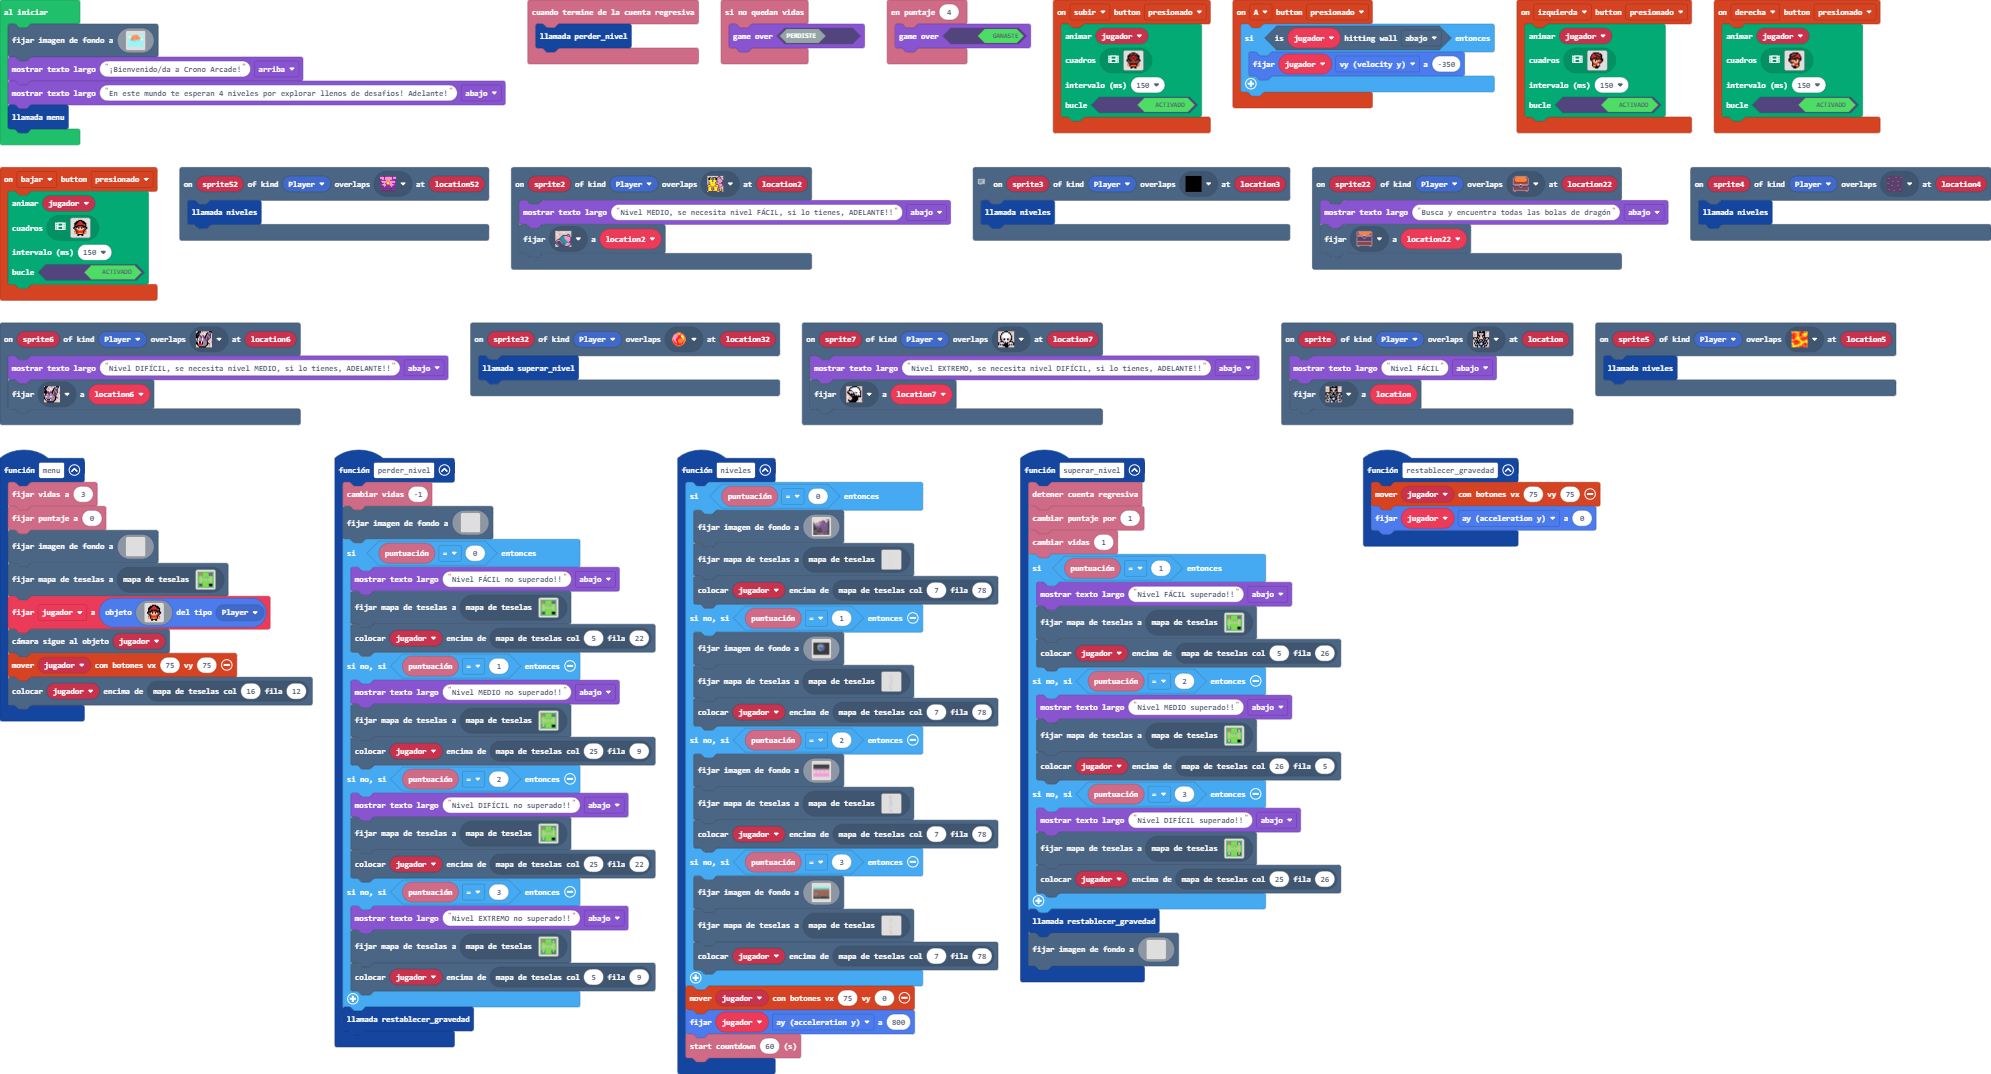 al iniciar
fijar imagen de fondo a
mostrar texto largo "¡Bienvenido/da a Crono Arcade!" arriba
mostrar texto largo "En este mundo te esperan 4 niveles por explorar llenos de desafios! Adelante!" abajo
llamada menu
cuando termine de la cuenta regresiva
llamada perder_nivel
si no quedan vidas
game over PERDISTE
en puntaje 4
game over GANASTE
on subir button presionado
animar jugador
cuadros
intervalo (ms) 150
bucle ACTIVADO
on A button presionado
si is jugador hitting wall abajo entonces
fijar jugador vy (velocity y) a -350
on izquierda button presionado
animar jugador
cuadros
intervalo (ms) 150
bucle ACTIVADO
on derecha button presionado
animar jugador
cuadros
intervalo (ms) 150
bucle ACTIVADO
on bajar button presionado
animar jugador
cuadros
intervalo (ms) 150
bucle ACTIVADO
on sprite52 of kind Player overlaps at location52
llamada niveles
on sprite2 of kind Player overlaps at location2
mostrar texto largo "Nivel MEDIO, se necesita nivel FÁCIL, si lo tienes, ADELANTE!!" abajo
fijar a location2
on sprite3 of kind Player overlaps at location3
llamada niveles
on sprite22 of kind Player overlaps at location22
mostrar texto largo "Busca y encuentra todas las bolas de dragón" abajo
fijar a location22
on sprite4 of kind Player overlaps at location4
llamada niveles
on sprite6 of kind Player overlaps at location6
mostrar texto largo "Nivel DIFÍCIL, se necesita nivel MEDIO, si lo tienes, ADELANTE!!" abajo
fijar a location6
on sprite32 of kind Player overlaps at location32
llamada superar_nivel
on sprite7 of kind Player overlaps at location7
mostrar texto largo "Nivel EXTREMO, se necesita nivel DIFÍCIL, si lo tienes, ADELANTE!!" abajo
fijar a location7
on sprite of kind Player overlaps at location
mostrar texto largo "Nivel FÁCIL" abajo
fijar a location
on sprite5 of kind Player overlaps at location5
llamada niveles
función menu
fijar vidas a 3
fijar puntaje a 0
fijar imagen de fondo a
fijar mapa de teselas a mapa de teselas
fijar jugador a objeto del tipo Player
cámara sigue al objeto jugador
mover jugador con botones vx 75 vy 75
colocar jugador encima de mapa de teselas col 16 fila 12
función perder_nivel
cambiar vidas -1
fijar imagen de fondo a
si puntuación = 0 entonces
mostrar texto largo "Nivel FÁCIL no superado!!" abajo
fijar mapa de teselas a mapa de teselas
colocar jugador encima de mapa de teselas col 5 fila 22
si no, si puntuación = 1 entonces
mostrar texto largo "Nivel MEDIO no superado!!" abajo
fijar mapa de teselas a mapa de teselas
colocar jugador encima de mapa de teselas col 25 fila 9
si no, si puntuación = 2 entonces
mostrar texto largo "Nivel DIFÍCIL no superado!!" abajo
fijar mapa de teselas a mapa de teselas
colocar jugador encima de mapa de teselas col 25 fila 22
si no, si puntuación = 3 entonces
mostrar texto largo "Nivel EXTREMO no superado!!" abajo
fijar mapa de teselas a mapa de teselas
colocar jugador encima de mapa de teselas col 5 fila 9
llamada restablecer_gravedad
función niveles
si puntuación = 0 entonces
fijar imagen de fondo a
fijar mapa de teselas a mapa de teselas
colocar jugador encima de mapa de teselas col 7 fila 78
si no, si puntuación = 1 entonces
fijar imagen de fondo a
fijar mapa de teselas a mapa de teselas
colocar jugador encima de mapa de teselas col 7 fila 78
si no, si puntuación = 2 entonces
fijar imagen de fondo a
fijar mapa de teselas a mapa de teselas
colocar jugador encima de mapa de teselas col 7 fila 78
si no, si puntuación = 3 entonces
fijar imagen de fondo a
fijar mapa de teselas a mapa de teselas
colocar jugador encima de mapa de teselas col 7 fila 78
mover jugador con botones vx 75 vy 0
fijar jugador ay (acceleration y) a 800
start countdown 60 (s)
función superar_nivel
detener cuenta regresiva
cambiar puntaje por 1
cambiar vidas 1
si puntuación = 1 entonces
mostrar texto largo "Nivel FÁCIL superado!!" abajo
fijar mapa de teselas a mapa de teselas
colocar jugador encima de mapa de teselas col 5 fila 26
si no, si puntuación = 2 entonces
mostrar texto largo "Nivel MEDIO superado!!" abajo
fijar mapa de teselas a mapa de teselas
colocar jugador encima de mapa de teselas col 26 fila 5
si no, si puntuación = 3 entonces
mostrar texto largo "Nivel DIFÍCIL superado!!" abajo
fijar mapa de teselas a mapa de teselas
colocar jugador encima de mapa de teselas col 25 fila 26
llamada restablecer_gravedad
fijar imagen de fondo a
función restablecer_gravedad
mover jugador con botones vx 75 vy 75
fijar jugador ay (acceleration y) a 0